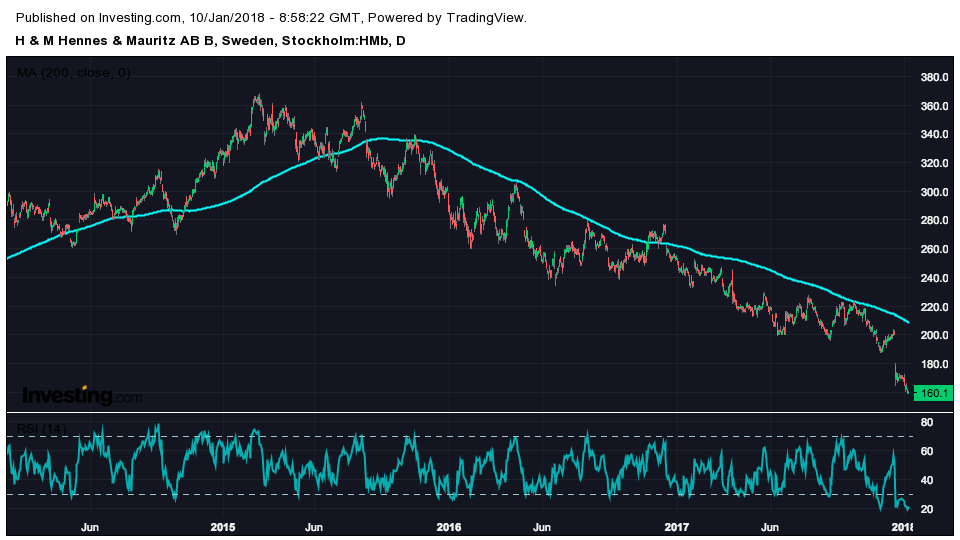 Published on Investing.com, 10/Jan/2018 - 8:58:22 GMT, Powered by TradingView.
H & M Hennes & Mauritz AB B, Sweden, Stockholm:HMb, D
MA (200, close, 0)
380.0
360.0
340.0
320.0
300.0
280.0
260.0
240.0
220.0
200.0
180.0
160.1
Investing.com
RSI (14)
80
60
40
20
Jun
2015
Jun
2016
Jun
2017
Jun
2018